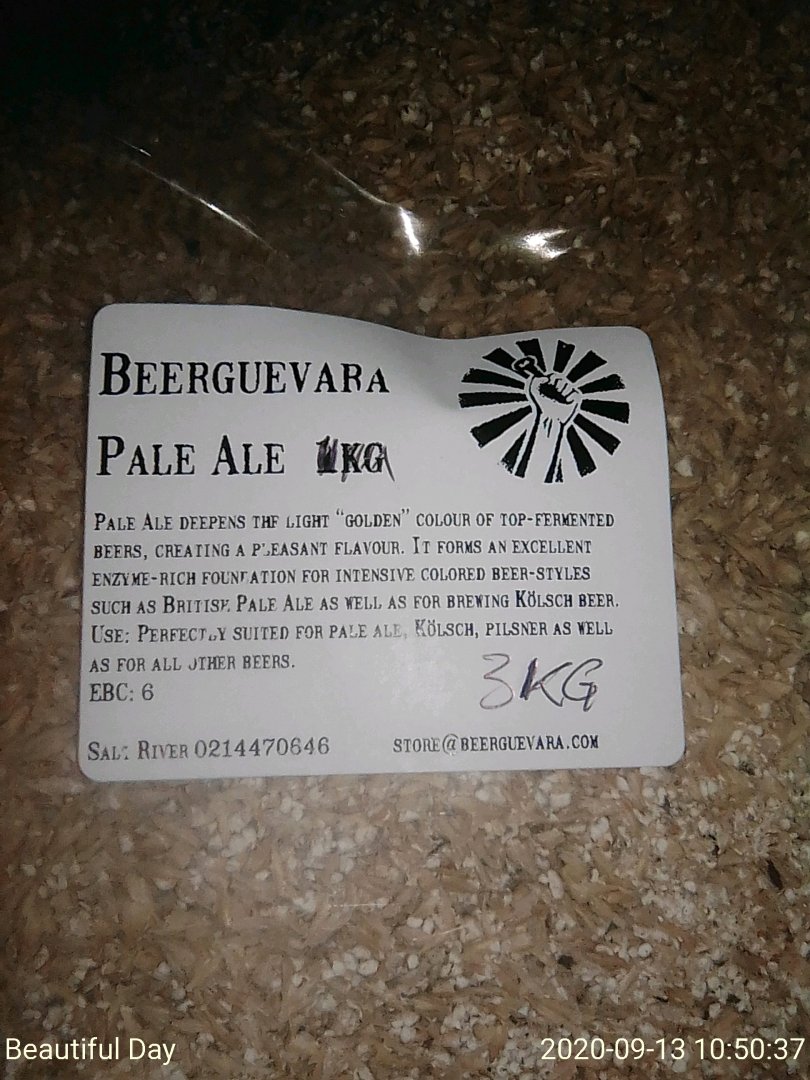 BEERGUEVARA
PALE ALE 1KG
PALE ALE DEEPENS THE LIGHT “GOLDEN” COLOUR OF TOP-FERMENTED
BEERS, CREATING A PLEASANT FLAVOUR. IT FORMS AN EXCELLENT
ENZYME-RICH FOUNDATION FOR INTENSIVE COLORED BEER-STYLES
SUCH AS BRITISH PALE ALE AS WELL AS FOR BREWING KÖLSCH BEER.
USE: PERFECTLY SUITED FOR PALE ALE, KÖLSCH, PILSNER AS WELL
AS FOR ALL OTHER BEERS.
EBC: 6
3KG
SALT RIVER 0214470646 STORE@BEERGUEVARA.COM
Beautiful Day 2020-09-13 10:50:37